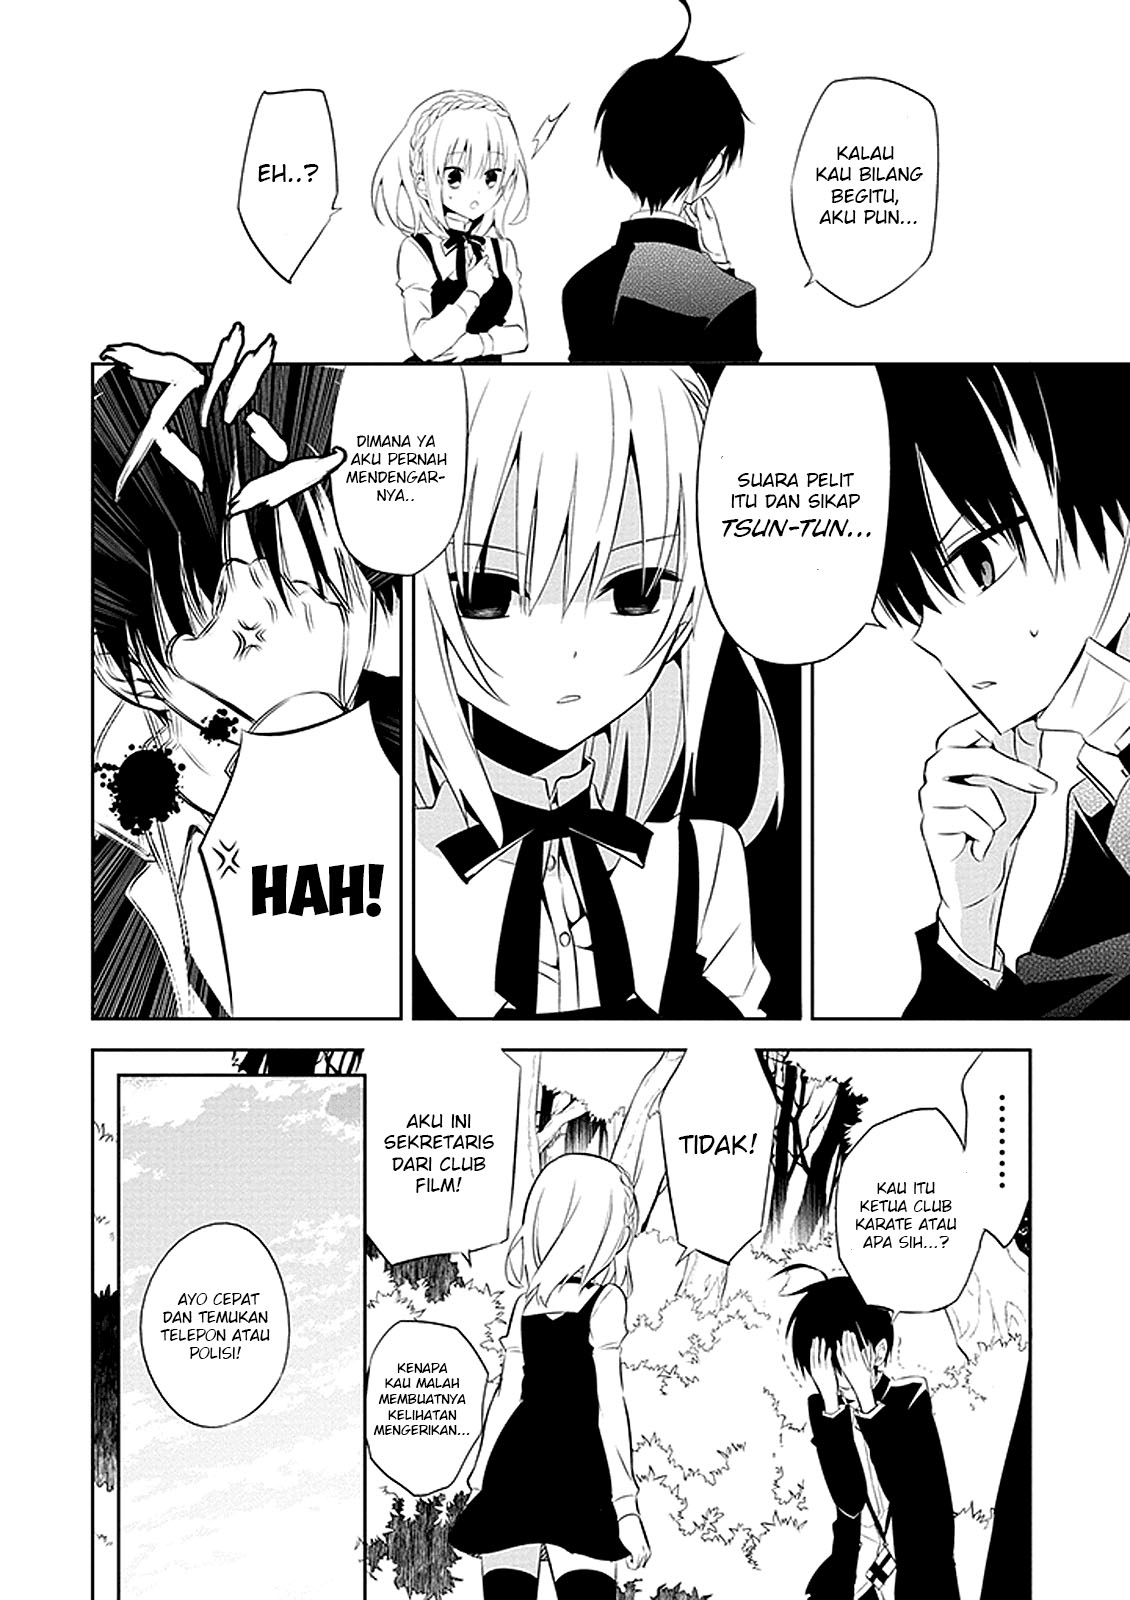 KALAU
KAU BILANG
BEGITU,
AKU PUN...
EH..?
SUARA PELIT
ITU DAN SIKAP
TSUN-TUN...
DIMANA YA
AKU PERNAH
MENDENGAR-
NYA..
HAH!
.........
KAU ITU
KETUA CLUB
KARATE ATAU
APA SIH...?
TIDAK!
AKU INI
SEKRETARIS
DARI CLUB
FILM!
KENAPA
KAU MALAH
MEMBUATNYA
KELIHATAN
MENGERIKAN...
AYO CEPAT
DAN TEMUKAN
TELEPON ATAU
POLISI!